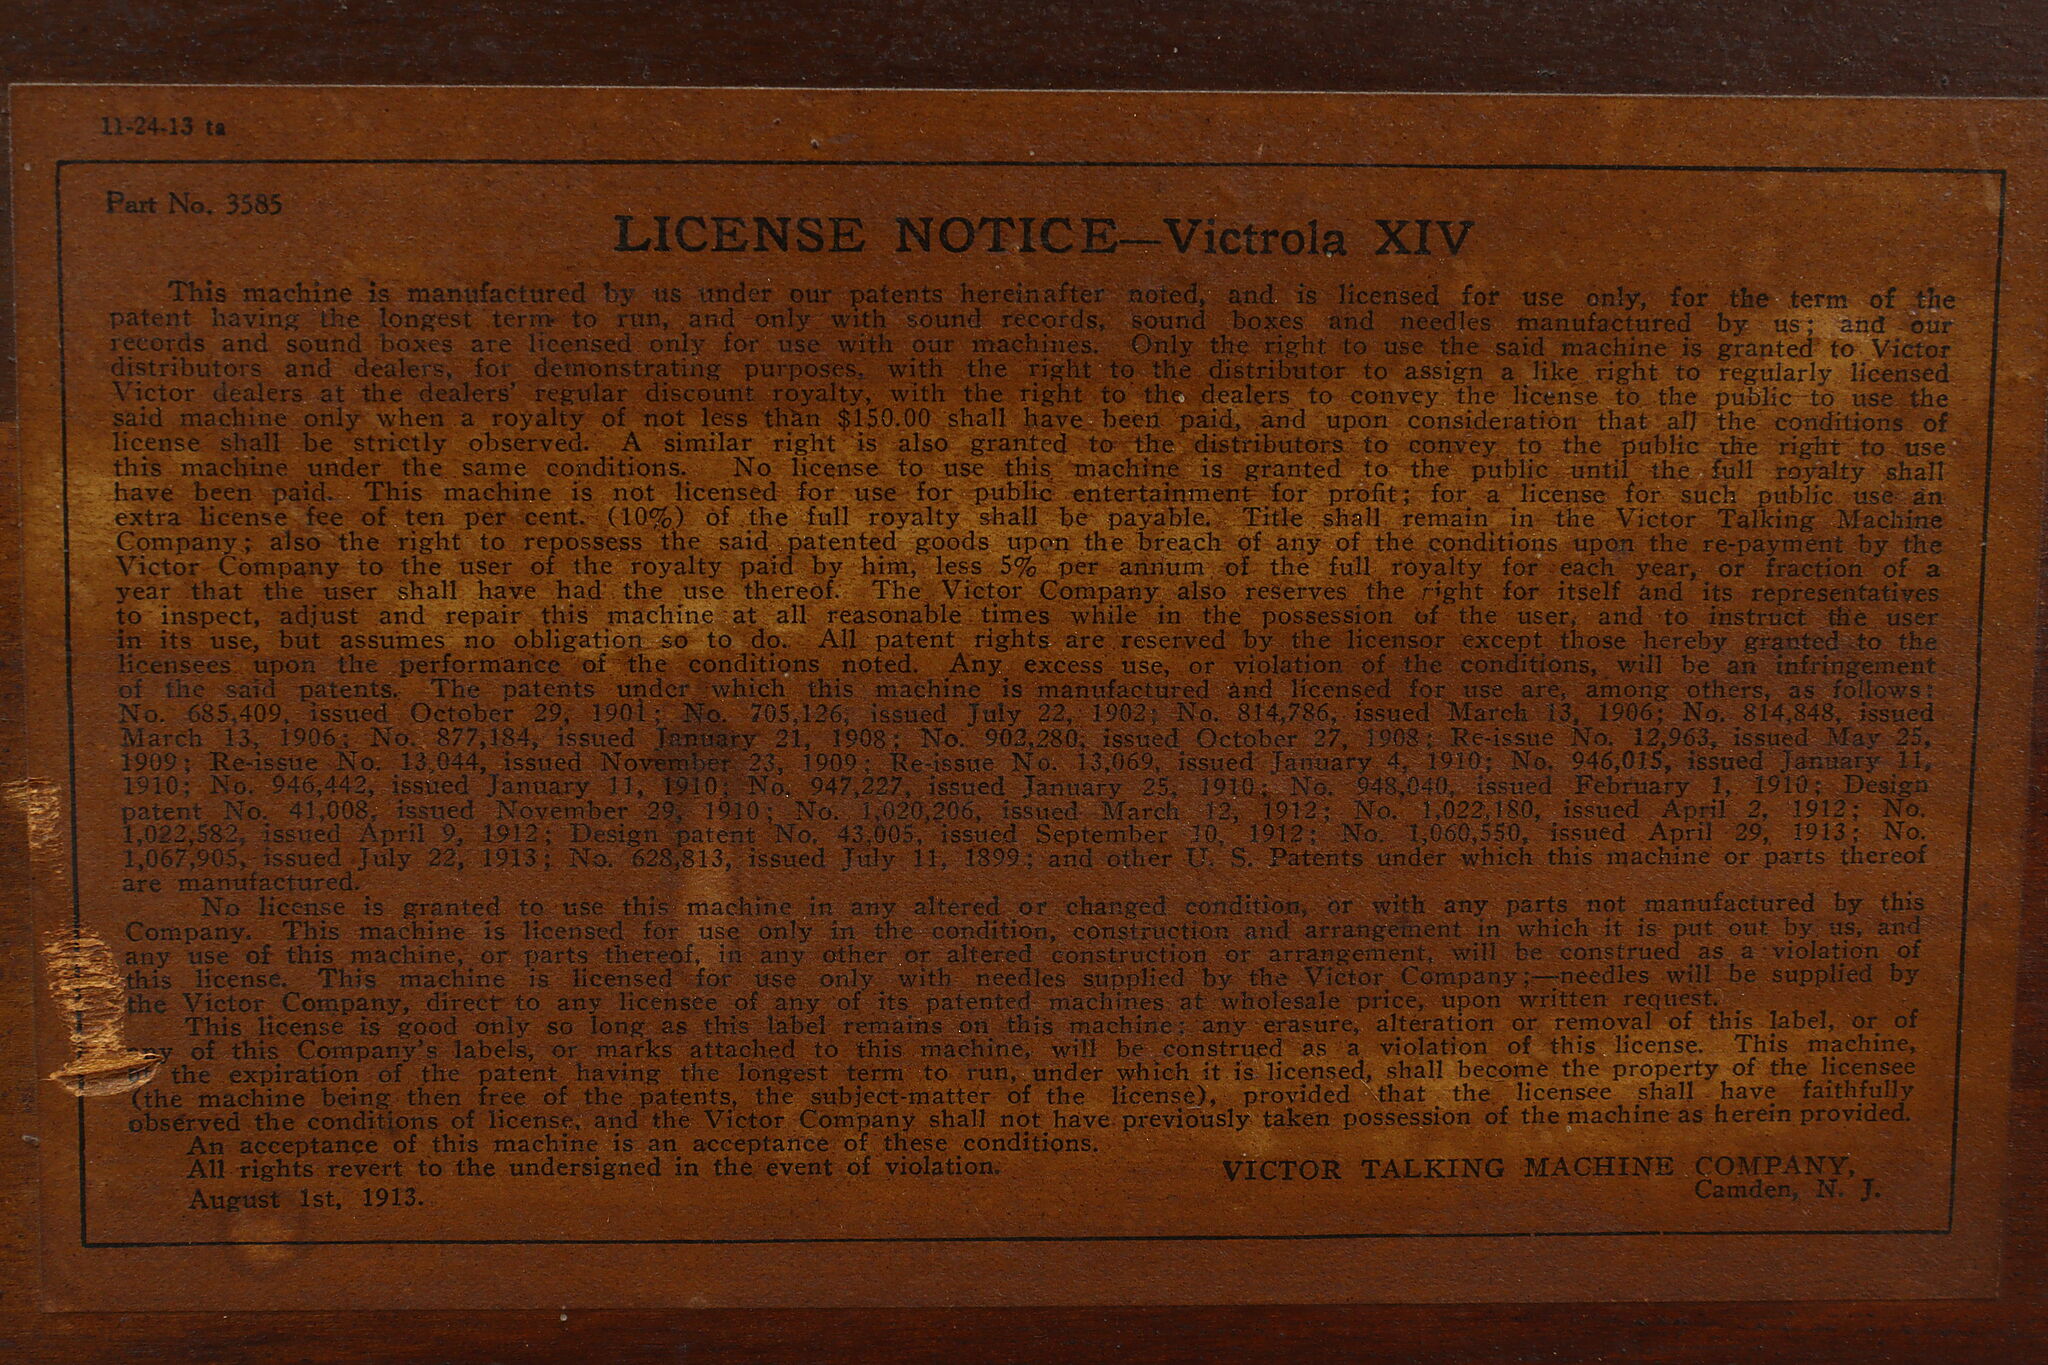 11-24-13 ta
Part No. 3585
LICENSE NOTICE—Victrola XIV
This machine is manufactured by us under our patents hereinafter noted, and is licensed for use only, for the term of the
patent having the longest term to run, and only with sound records, sound boxes and needles manufactured by us; and our
records and sound boxes are licensed only for use with our machines. Only the right to use the said machine is granted to Victor
distributors and dealers, for demonstrating purposes, with the right to the distributor to assign a like right to regularly licensed
Victor dealers at the dealers' regular discount royalty, with the right to the dealers to convey the license to the public to use the
said machine only when a royalty of not less than $150.00 shall have been paid, and upon consideration that all the conditions of
license shall be strictly observed. A similar right is also granted to the distributors to convey to the public the right to use
this machine under the same conditions. No license to use this machine is granted to the public until the full royalty shall
have been paid. This machine is not licensed for use for public entertainment for profit; for a license for such public use an
extra license fee of ten per cent. (10%) of the full royalty shall be payable. Title shall remain in the Victor Talking Machine
Company; also the right to repossess the said patented goods upon the breach of any of the conditions upon the re-payment by the
Victor Company to the user of the royalty paid by him, less 5% per annum of the full royalty for each year, or fraction of a
year that the user shall have had the use thereof. The Victor Company also reserves the right for itself and its representatives
to inspect, adjust and repair this machine at all reasonable times while in the possession of the user, and to instruct the user
in its use, but assumes no obligation so to do. All patent rights are reserved by the licensor except those hereby granted to the
licensees upon the performance of the conditions noted. Any excess use, or violation of the conditions, will be an infringement
of the said patents. The patents under which this machine is manufactured and licensed for use are, among others, as follows:
No. 685,409, issued October 29, 1901; No. 705,126, issued July 22, 1902; No. 814,786, issued March 13, 1906; No. 814,848, issued
March 13, 1906; No. 877,184, issued January 21, 1908; No. 902,280, issued October 27, 1908; Re-issue No. 12,963, issued May 25,
1909; Re-issue No. 13,044, issued November 23, 1909; Re-issue No. 13,069, issued January 4, 1910; No. 946,015, issued January 11,
1910; No. 946,442, issued January 11, 1910; No. 947,227, issued January 25, 1910; No. 948,040, issued February 1, 1910; Design
patent No. 41,008, issued November 29, 1910; No. 1,020,206, issued March 12, 1912; No. 1,022,180, issued April 2, 1912; No.
1,022,582, issued April 9, 1912; Design patent No. 43,005, issued September 10, 1912; No. 1,060,550, issued April 29, 1913; No.
1,067,905, issued July 22, 1913; No. 628,813, issued July 11, 1899; and other U. S. Patents under which this machine or parts thereof
are manufactured.
No license is granted to use this machine in any altered or changed condition, or with any parts not manufactured by this
Company. This machine is licensed for use only in the condition, construction and arrangement in which it is put out by us, and
any use of this machine, or parts thereof, in any other or altered construction or arrangement, will be construed as a violation of
this license. This machine is licensed for use only with needles supplied by the Victor Company;—needles will be supplied by
the Victor Company, direct to any licensee of any of its patented machines at wholesale price, upon written request.
This license is good only so long as this label remains on this machine; any erasure, alteration or removal of this label, or of
any of this Company's labels, or marks attached to this machine, will be construed as a violation of this license. This machine,
the expiration of the patent having the longest term to run, under which it is licensed, shall become the property of the licensee
(the machine being then free of the patents, the subject-matter of the license), provided that the licensee shall have faithfully
observed the conditions of license, and the Victor Company shall not have previously taken possession of the machine as herein provided.
An acceptance of this machine is an acceptance of these conditions.
All rights revert to the undersigned in the event of violation.
VICTOR TALKING MACHINE COMPANY,
August 1st, 1913.
Camden, N. J.